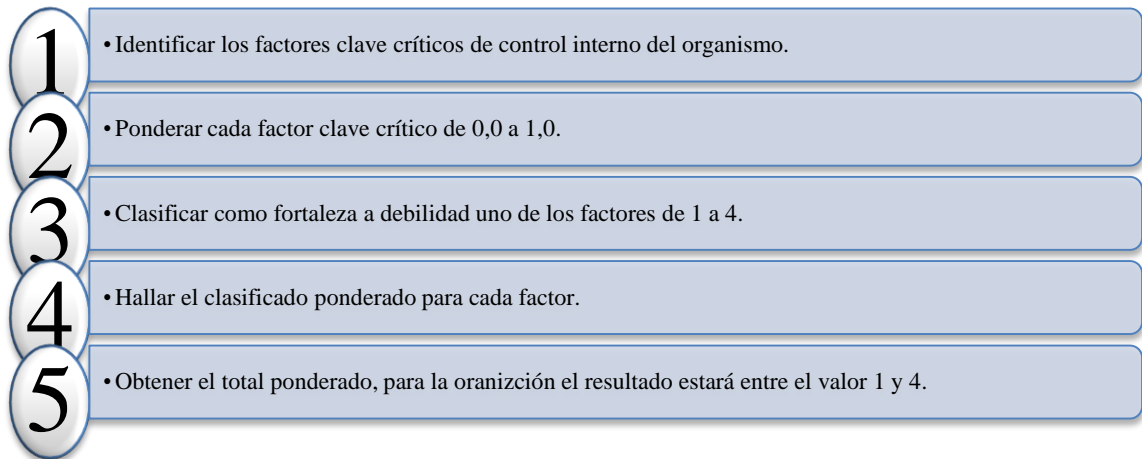 1
• Identificar los factores clave críticos de control interno del organismo.
2
• Ponderar cada factor clave crítico de 0,0 a 1,0.
3
• Clasificar como fortaleza a debilidad uno de los factores de 1 a 4.
4
• Hallar el clasificado ponderado para cada factor.
5
• Obtener el total ponderado, para la oranizción el resultado estará entre el valor 1 y 4.